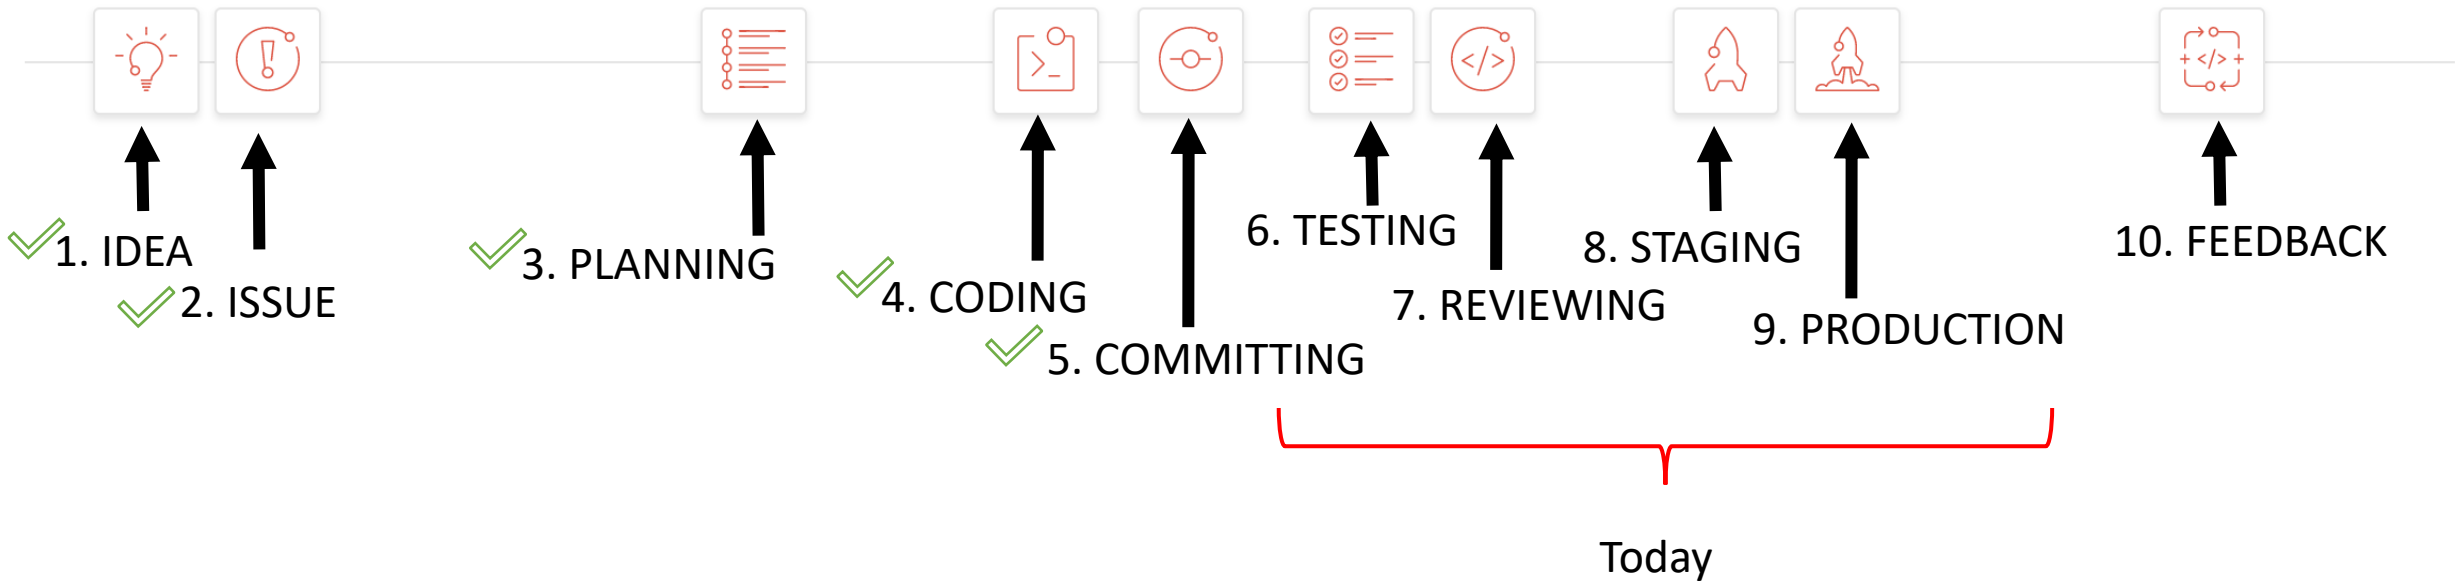 1. IDEA
2. ISSUE
3. PLANNING
4. CODING
5. COMMITTING
6. TESTING
7. REVIEWING
8. STAGING
9. PRODUCTION
10. FEEDBACK
Today